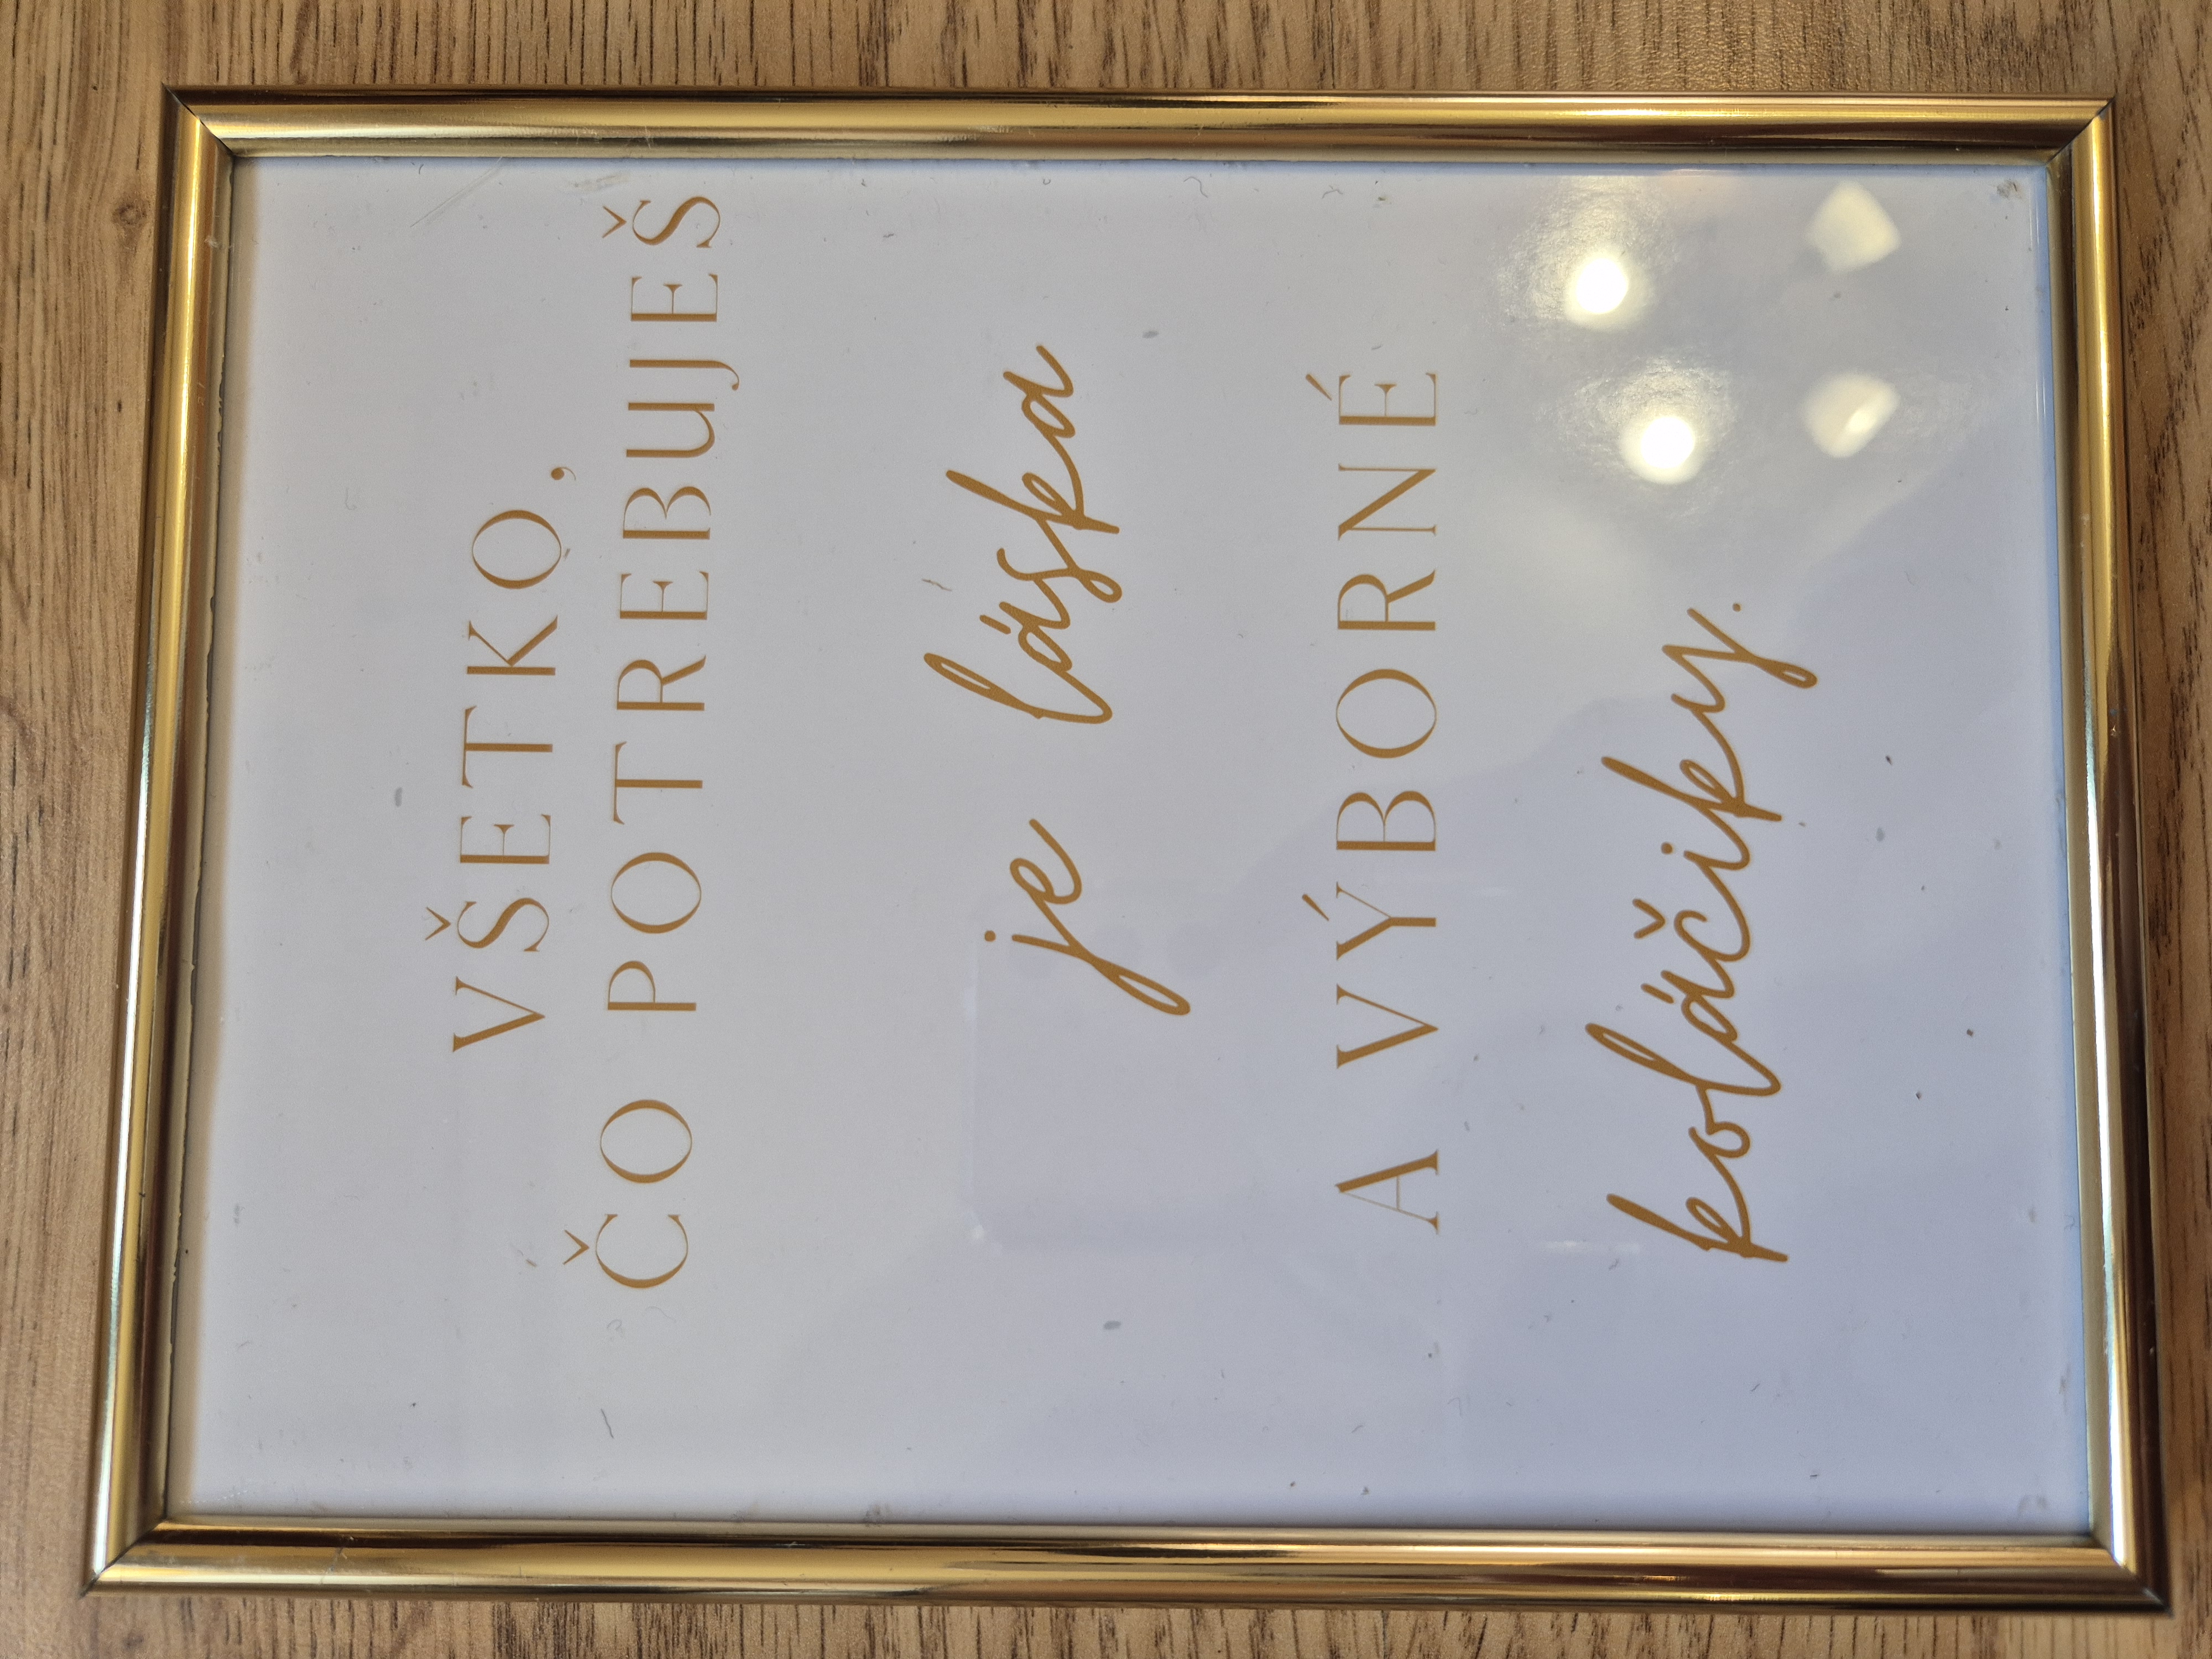 VŠETKO,
ČO POTREBUJEŠ
je láska
A VÝBORNÉ
koláčiky.